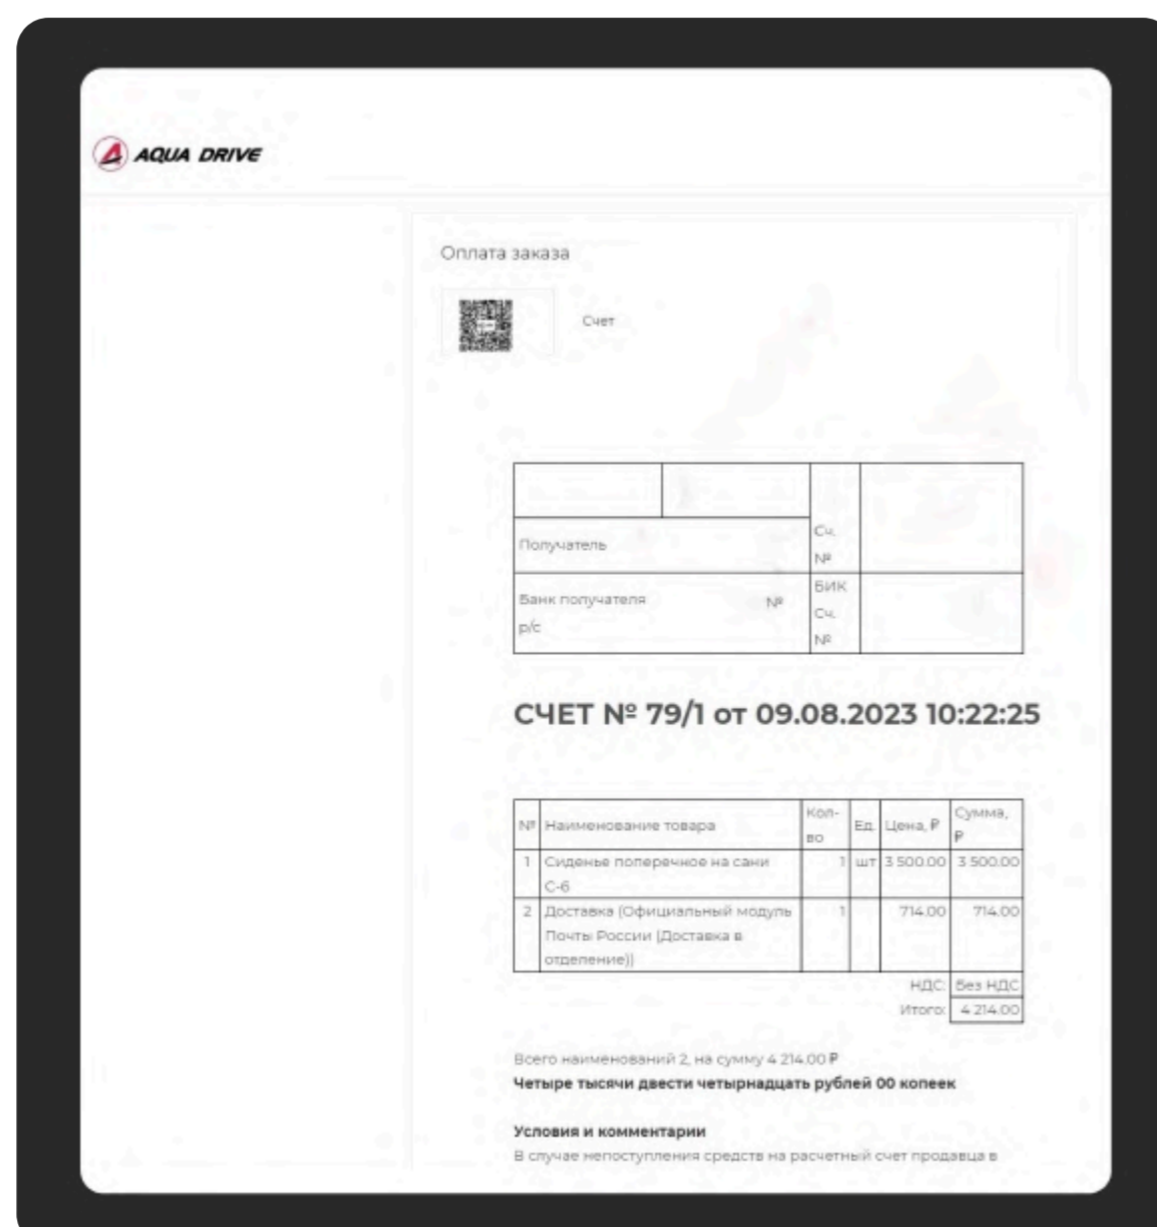 AQUA DRIVE
Оплата заказа
Счет
Сч.
№
Получатель
БИК
Банк получателя №
Сч.
р/с
№
СЧЕТ № 79/1 от 09.08.2023 10:22:25
№ Наименование товара Кол-во Ед. Цена, ₽ Сумма, ₽
1 Сиденье поперечное на сани 1 шт 3 500.00 3 500.00
С-6
2 Доставка (Официальный модуль 1 714.00 714.00
Почты России (Доставка в
отделение))
НДС: Без НДС
Итого: 4 214.00
Всего наименований 2, на сумму 4 214.00 ₽
Четыре тысячи двести четырнадцать рублей 00 копеек
Условия и комментарии
В случае непоступления средств на расчетный счет продавца в